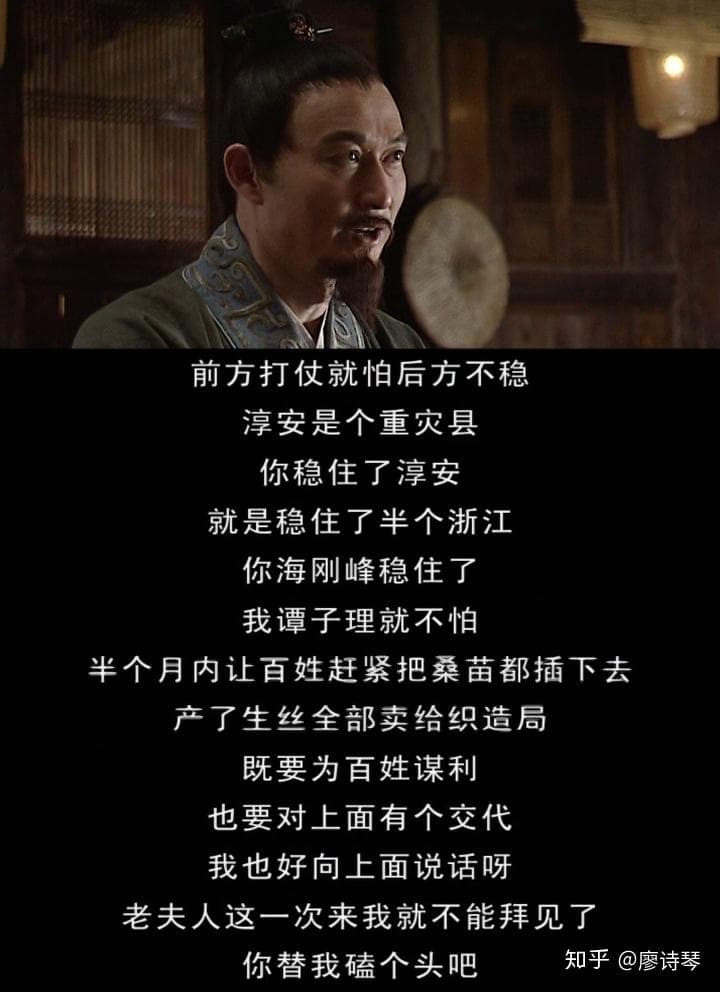 前方打仗就怕后方不稳
淳安是个重灾县
你稳住了淳安
就是稳住了半个浙江
你海刚峰稳住了
我谭子理就不怕
半个月内让百姓赶紧把桑苗都插下去
产了生丝全部卖给织造局
既要为百姓谋利
也要对上面有个交代
我也好向上面说话呀
老夫人这一次来我就不能拜见了
你替我磕个头吧
知乎 @廖诗琴